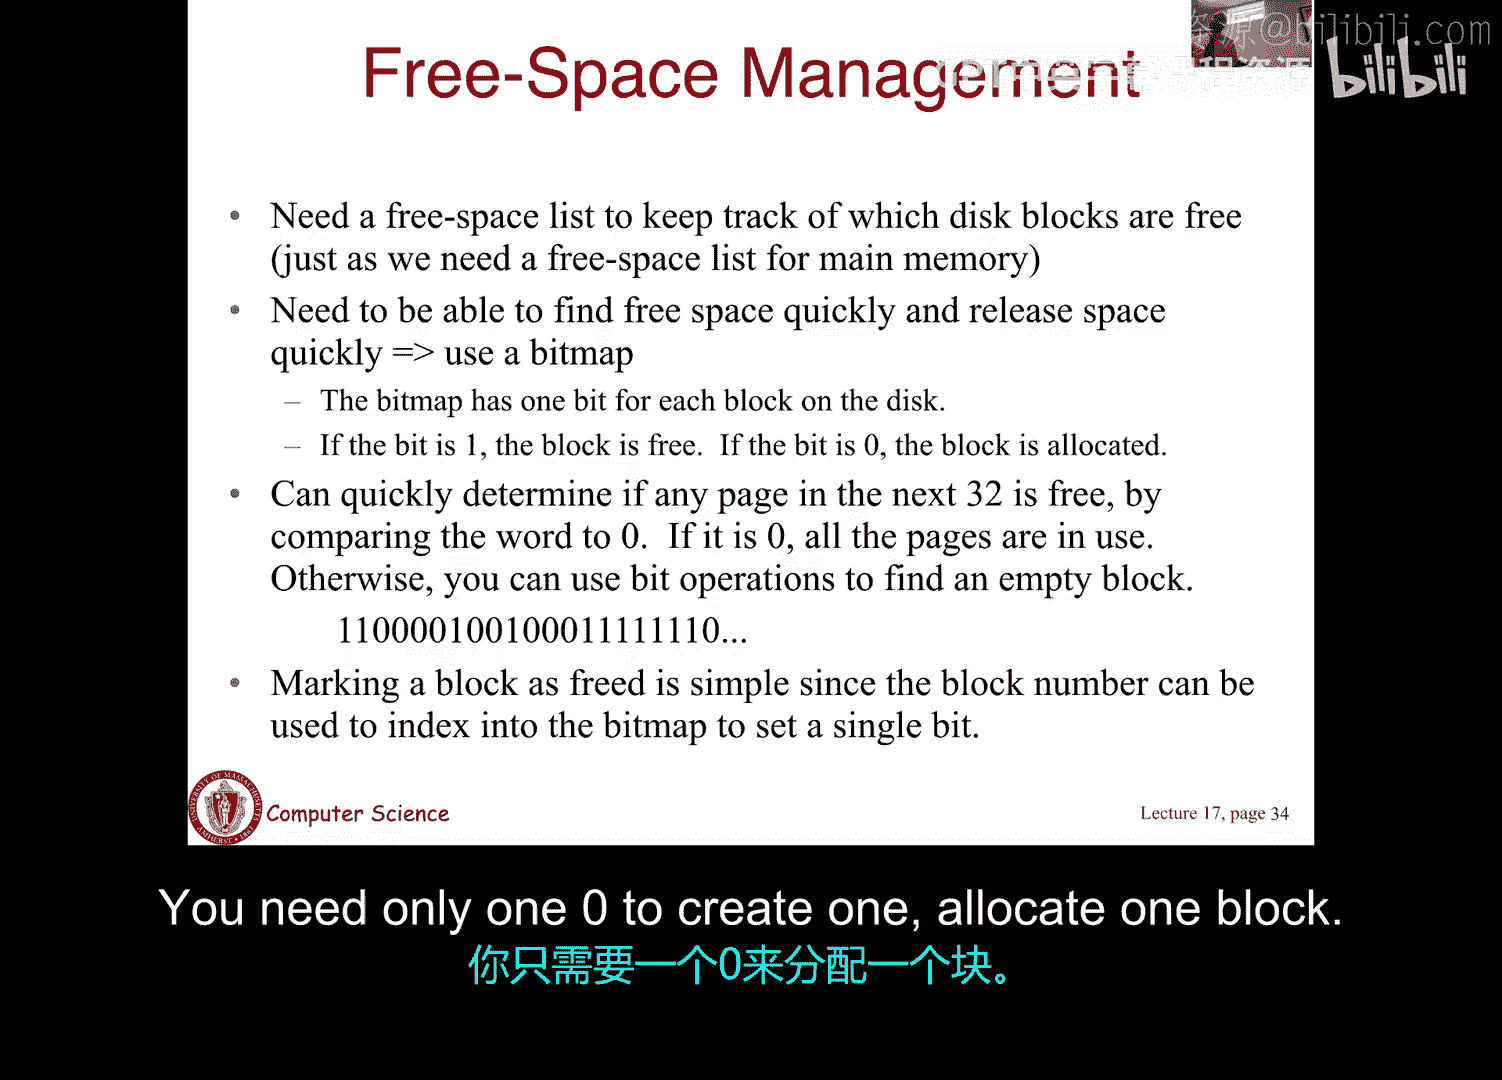 Free-Space Management
@bilibili.com
bilibili
• Need a free-space list to keep track of which disk blocks are free
(just as we need a free-space list for main memory)
• Need to be able to find free space quickly and release space
quickly => use a bitmap
– The bitmap has one bit for each block on the disk.
– If the bit is 1, the block is free. If the bit is 0, the block is allocated.
• Can quickly determine if any page in the next 32 is free, by
comparing the word to 0. If it is 0, all the pages are in use.
Otherwise, you can use bit operations to find an empty block.
110000100100011111110...
• Marking a block as freed is simple since the block number can be
used to index into the bitmap to set a single bit.
Computer Science
Lecture 17, page 34
You need only one 0 to create one, allocate one block.
你只需要一个0来分配一个块。